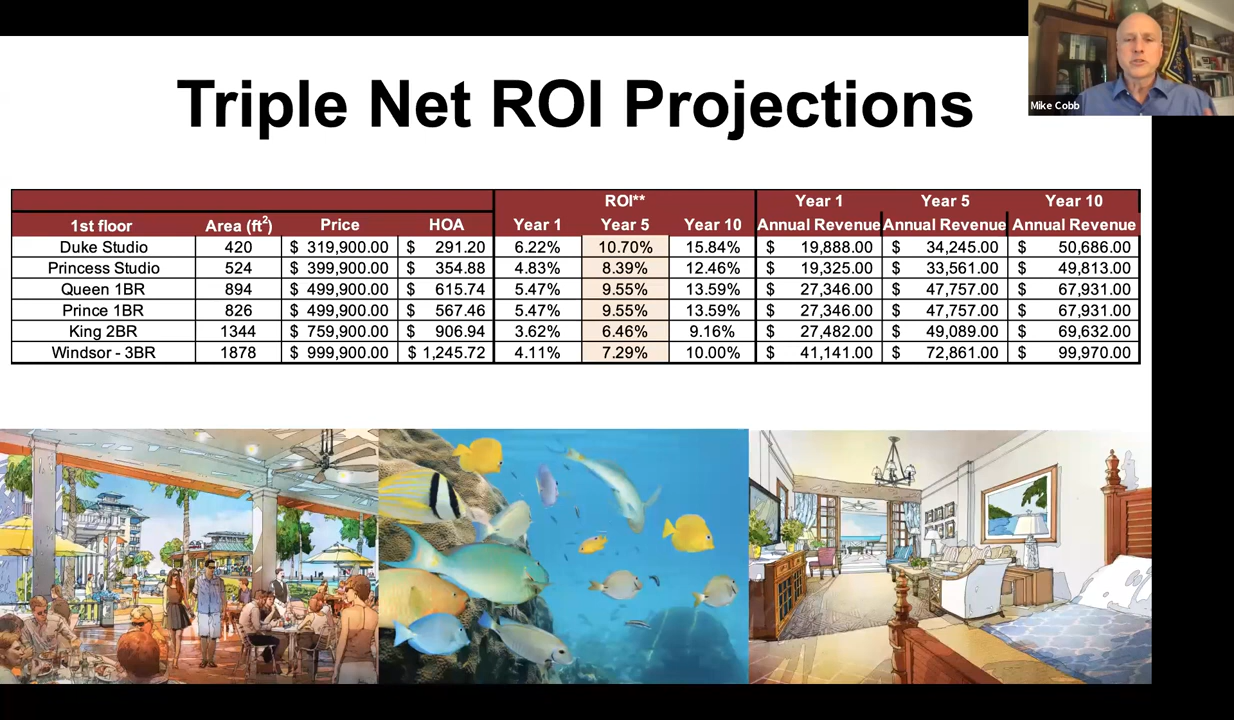 Mike Cobb
Triple Net ROI Projections
ROI** Year 1 Year 5 Year 10
1st floor Area (ft²) Price HOA Year 1 Year 5 Year 10 Annual Revenue Annual Revenue Annual Revenue
Duke Studio 420 $ 319,900.00 $ 291.20 6.22% 10.70% 15.84% $ 19,888.00 $ 34,245.00 $ 50,686.00
Princess Studio 524 $ 399,900.00 $ 354.88 4.83% 8.39% 12.46% $ 19,325.00 $ 33,561.00 $ 49,813.00
Queen 1BR 894 $ 499,900.00 $ 615.74 5.47% 9.55% 13.59% $ 27,346.00 $ 47,757.00 $ 67,931.00
Prince 1BR 826 $ 499,900.00 $ 567.46 5.47% 9.55% 13.59% $ 27,346.00 $ 47,757.00 $ 67,931.00
King 2BR 1344 $ 759,900.00 $ 906.94 3.62% 6.46% 9.16% $ 27,482.00 $ 49,089.00 $ 69,632.00
Windsor - 3BR 1878 $ 999,900.00 $ 1,245.72 4.11% 7.29% 10.00% $ 41,141.00 $ 72,861.00 $ 99,970.00